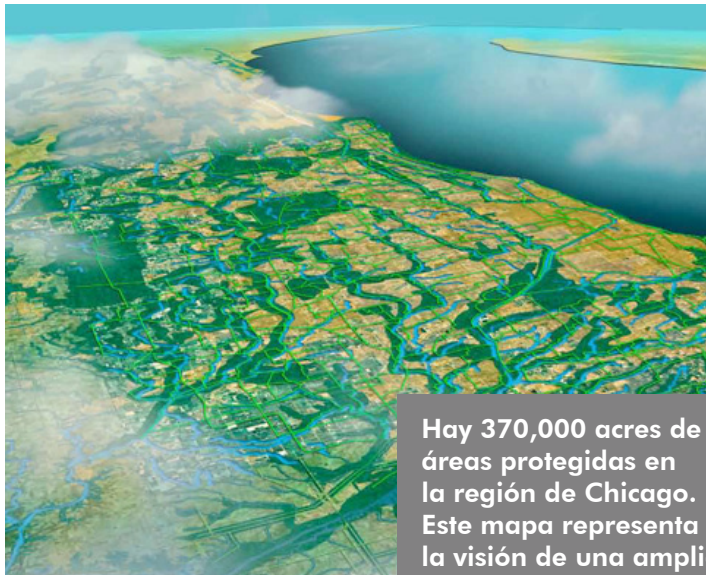 Hay 370,000 acres de
áreas protegidas en
la región de Chicago.
Este mapa representa
la visión de una ampli